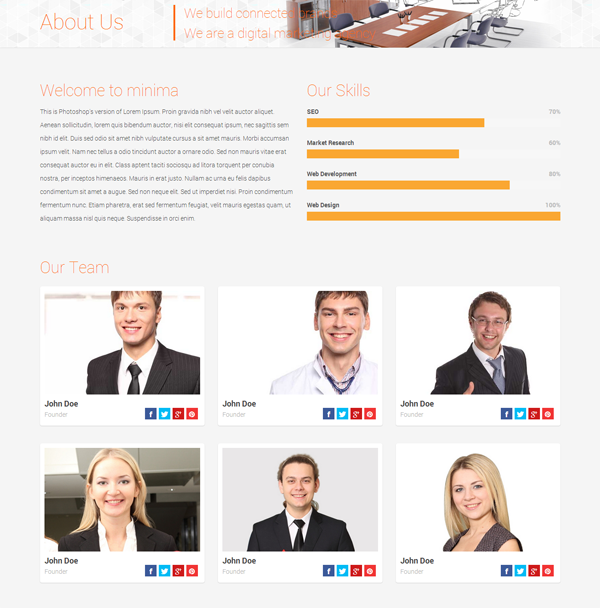 About Us
We build connected
We are a digital marketing
Welcome to minima
This is Photoshop's version of Lorem Ipsum. Proin gravida nibh vel velit auctor aliquet.
Aenean sollicitudin, lorem quis bibendum auctor, nisi elit consequat ipsum, nec sagittis sem
nibh id elit. Duis sed odio sit amet nibh vulputate cursus a sit amet mauris. Morbi accumsan
ipsum velit. Nam nec tellus a odio tincidunt auctor a ornare odio. Sed non mauris vitae erat
consequat auctor eu in elit. Class aptent taciti sociosqu ad litora torquent per conubia
nostra, per inceptos himenaeos. Mauris in erat justo. Nullam ac urna eu felis dapibus
condimentum sit amet a augue. Sed non neque elit. Sed ut imperdiet nisi. Proin condimentum
fermentum nunc. Etiam pharetra, erat sed fermentum feugiat, velit mauris egestas quam, ut
aliquam massa nisl quis neque. Suspendisse in orci enim.
Our Skills
SEO 70%
Market Research 60%
Web Development 80%
Web Design 100%
Our Team
John Doe
Founder
John Doe
Founder
John Doe
Founder
John Doe
Founder
John Doe
Founder
John Doe
Founder